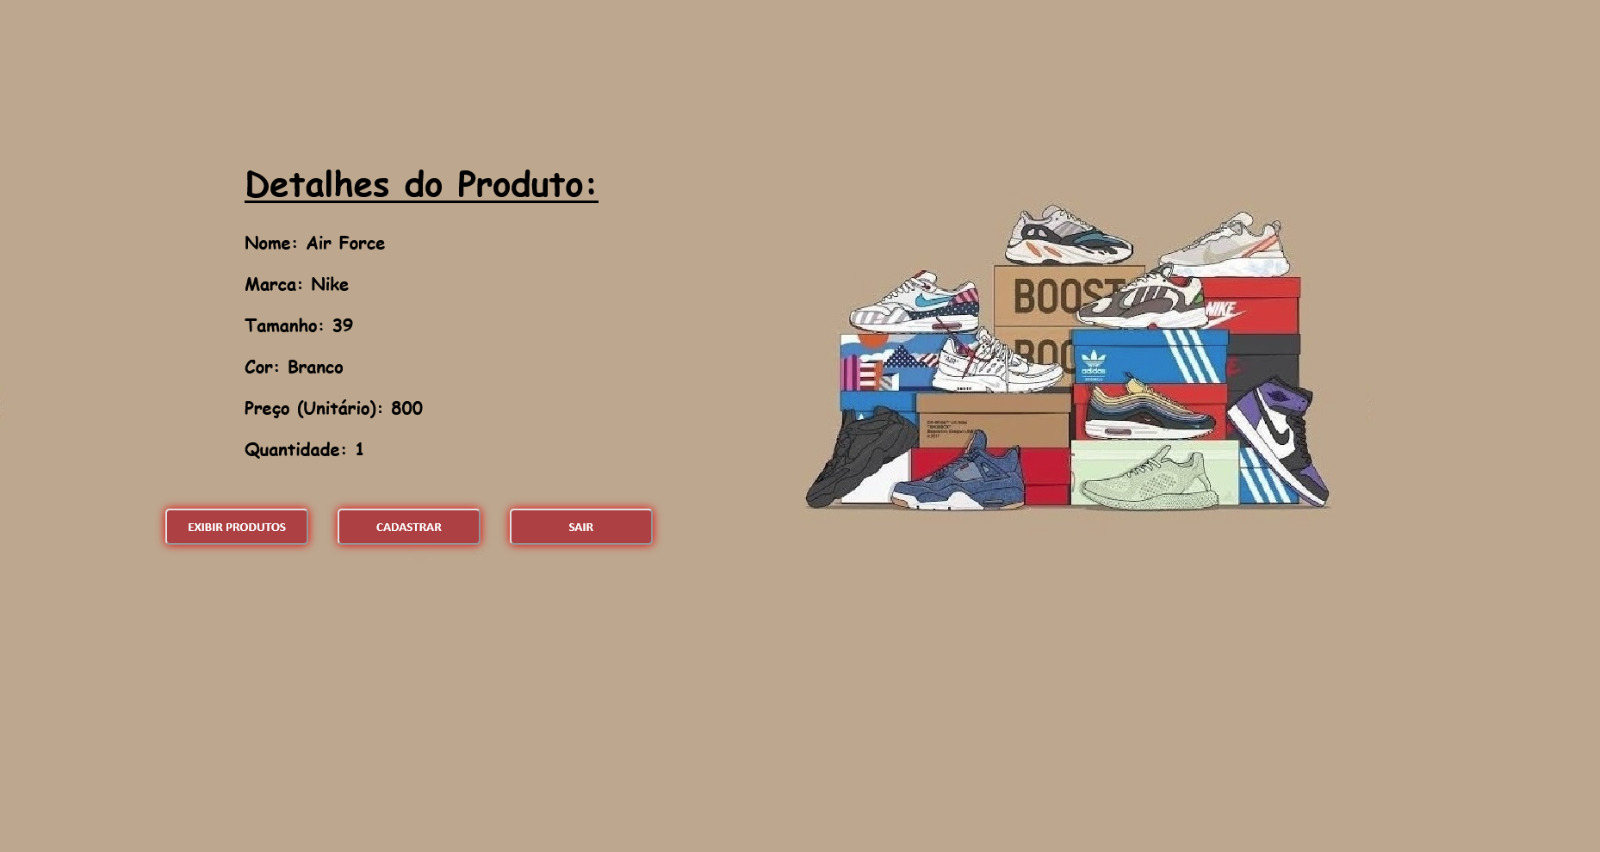 Detalhes do Produto:
Nome: Air Force
Marca: Nike
Tamanho: 39
Cor: Branco
Preço (Unitário): 800
Quantidade: 1
EXIBIR PRODUTOS
CADASTRAR
SAIR
BOOST
NIKE
BOO
adidas